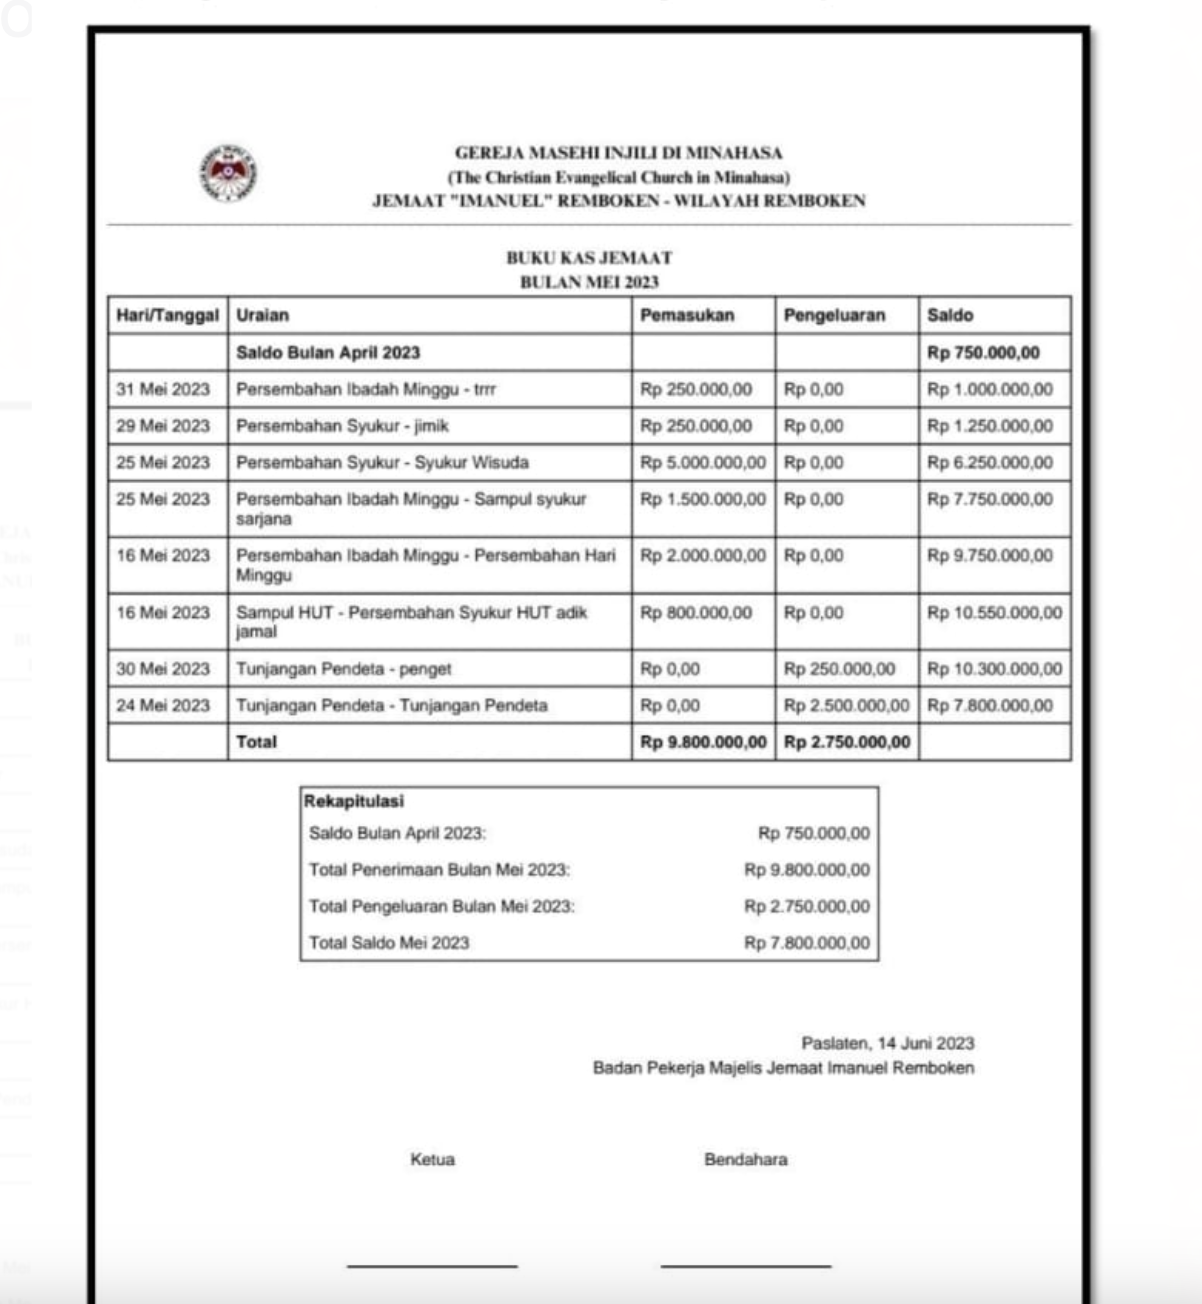 GEREJA MASEHI INJILI DI MINAHASA
(The Christian Evangelical Church in Minahasa)
JEMAAT "IMANUEL" REMBOKEN - WILAYAH REMBOKEN
BUKU KAS JEMAAT
BULAN MEI 2023
Hari/Tanggal Uraian Pemasukan Pengeluaran Saldo
Saldo Bulan April 2023 Rp 750.000,00
31 Mei 2023 Persembahan Ibadah Minggu - trrr Rp 250.000,00 Rp 0,00 Rp 1.000.000,00
29 Mei 2023 Persembahan Syukur - jimik Rp 250.000,00 Rp 0,00 Rp 1.250.000,00
25 Mei 2023 Persembahan Syukur - Syukur Wisuda Rp 5.000.000,00 Rp 0,00 Rp 6.250.000,00
25 Mei 2023 Persembahan Ibadah Minggu - Sampul syukur Rp 1.500.000,00 Rp 0,00 Rp 7.750.000,00
sarjana
16 Mei 2023 Persembahan Ibadah Minggu - Persembahan Hari Rp 2.000.000,00 Rp 0,00 Rp 9.750.000,00
Minggu
16 Mei 2023 Sampul HUT - Persembahan Syukur HUT adik Rp 800.000,00 Rp 0,00 Rp 10.550.000,00
jamal
30 Mei 2023 Tunjangan Pendeta - penget Rp 0,00 Rp 250.000,00 Rp 10.300.000,00
24 Mei 2023 Tunjangan Pendeta - Tunjangan Pendeta Rp 0,00 Rp 2.500.000,00 Rp 7.800.000,00
Total Rp 9.800.000,00 Rp 2.750.000,00
Rekapitulasi
Saldo Bulan April 2023: Rp 750.000,00
Total Penerimaan Bulan Mei 2023: Rp 9.800.000,00
Total Pengeluaran Bulan Mei 2023: Rp 2.750.000,00
Total Saldo Mei 2023 Rp 7.800.000,00
Paslaten, 14 Juni 2023
Badan Pekerja Majelis Jemaat Imanuel Remboken
Ketua Bendahara